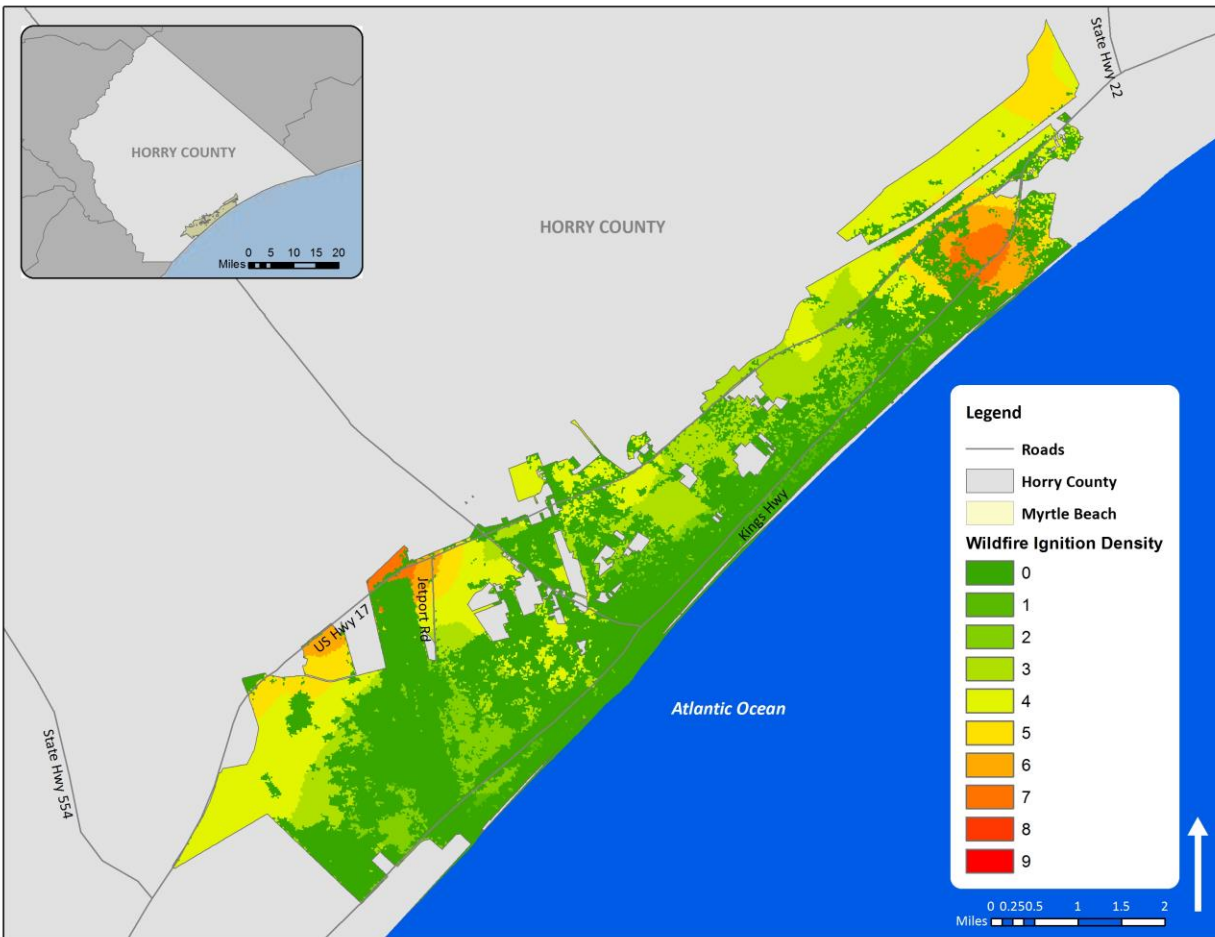 HORRY COUNTY
Miles 0 5 10 15 20
State Hwy 22
HORRY COUNTY
Kings Hwy
Jetport Rd
US Hwy 17
State Hwy 554
Atlantic Ocean
Legend
Roads
Horry County
Myrtle Beach
Wildfire Ignition Density
0
1
2
3
4
5
6
7
8
9
0 0.25 0.5 1 1.5 2
Miles